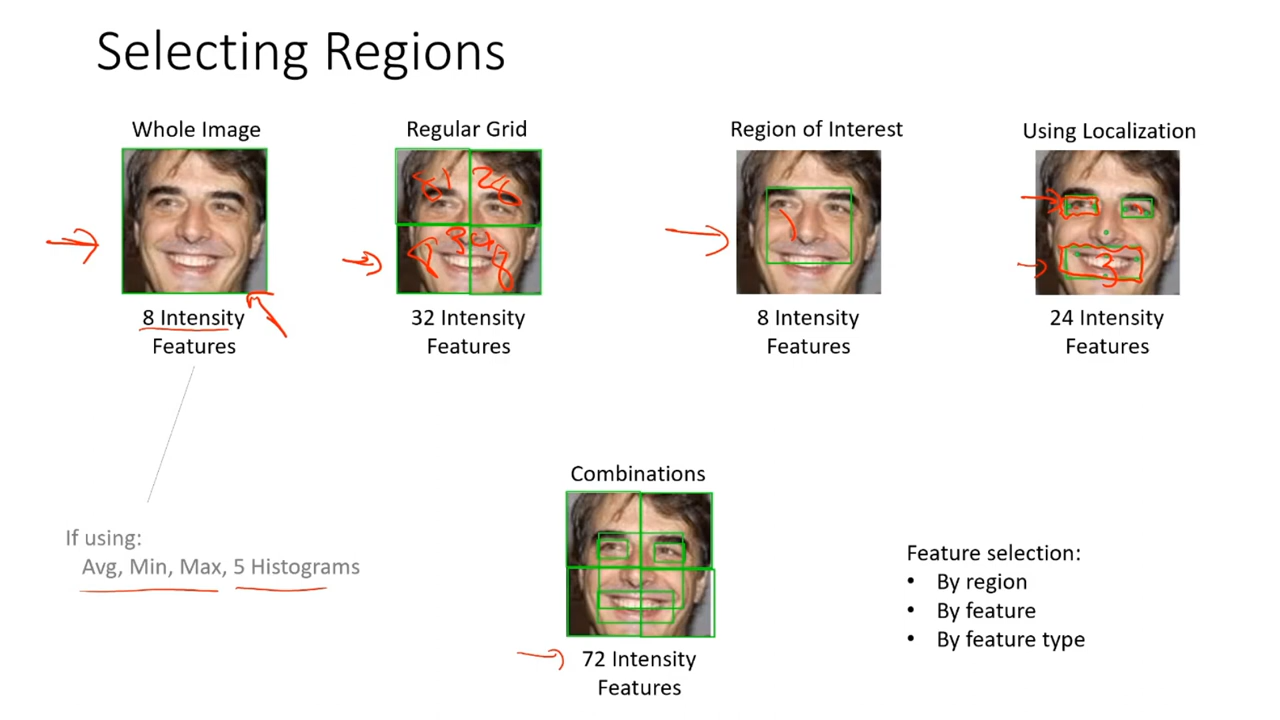 Selecting Regions
Whole Image
Regular Grid
Region of Interest
Using Localization
8 Intensity
Features
32 Intensity
Features
8 Intensity
Features
24 Intensity
Features
If using:
Avg, Min, Max, 5 Histograms
Combinations
72 Intensity
Features
Feature selection:
• By region
• By feature
• By feature type